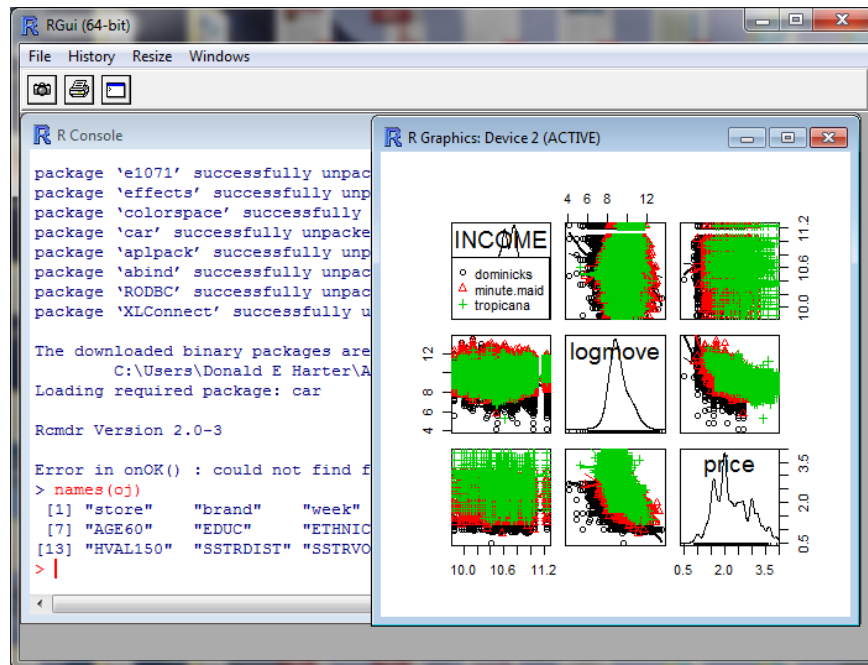 RGui (64-bit)
File History Resize Windows
R Console
package ‘e1071’ successfully unpac
package ‘effects’ successfully unp
package ‘colorspace’ successfully
package ‘car’ successfully unpacke
package ‘aplpack’ successfully unp
package ‘abind’ successfully unpac
package ‘RODBC’ successfully unpac
package ‘XLConnect’ successfully u
The downloaded binary packages are
C:\Users\Donald E Harter\A
Loading required package: car
Rcmdr Version 2.0-3
Error in onOK() : could not find f
> names(oj)
[1] "store" "brand" "week"
[7] "AGE60" "EDUC" "ETHNIC
[13] "HVAL150" "SSTRDIST" "SSTRVO
>
R Graphics: Device 2 (ACTIVE)
4 6 8 12
INCOME
dominicks
minute.maid
tropicana
10.0 10.6 11.2
4 6 8 12
logmove
price
0.5 2.0 3.5
10.0 10.6 11.2
0.5 2.0 3.5